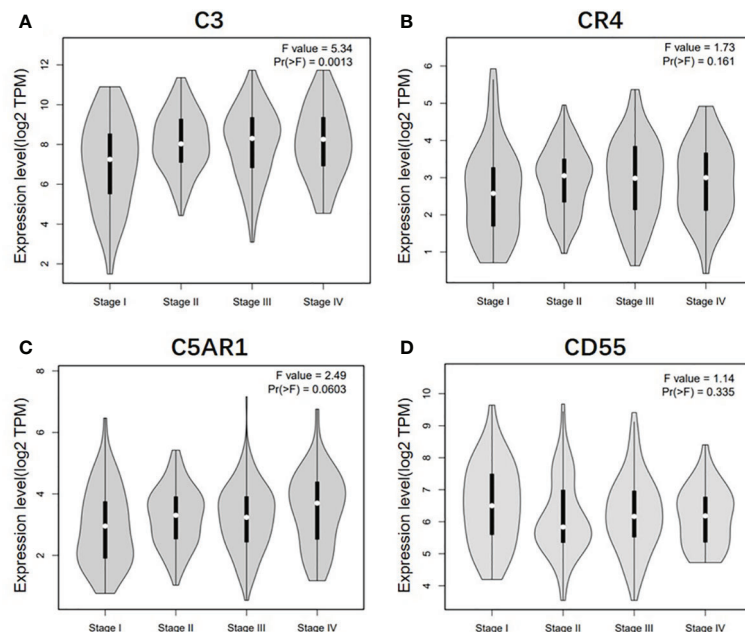 A
C3
F value = 5.34
Pr(>F) = 0.0013
Expression level(log2 TPM)
12
10
8
6
4
2
Stage I Stage II Stage III Stage IV
B
CR4
F value = 1.73
Pr(>F) = 0.161
Expression level(log2 TPM)
6
5
4
3
2
1
Stage I Stage II Stage III Stage IV
C
C5AR1
F value = 2.49
Pr(>F) = 0.0603
Expression level(log2 TPM)
8
6
4
2
Stage I Stage II Stage III Stage IV
D
CD55
F value = 1.14
Pr(>F) = 0.335
Expression level(log2 TPM)
10
9
8
7
6
5
4
Stage I Stage II Stage III Stage IV